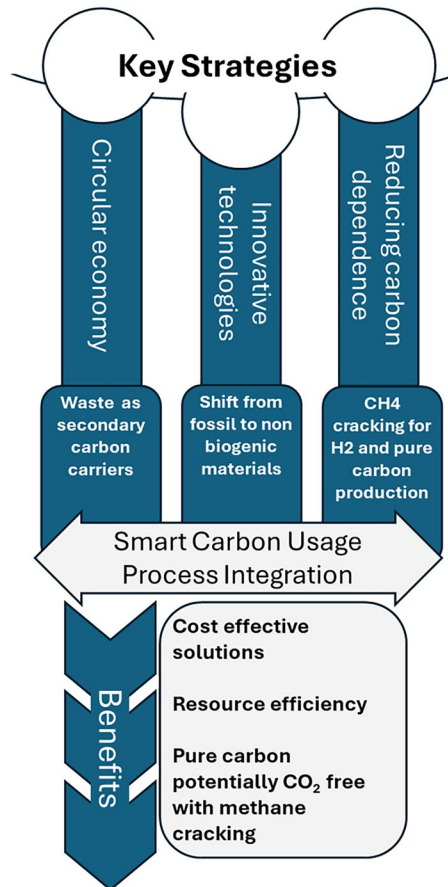 Key Strategies
Circular economy
Innovative
technologies
Reducing carbon
dependence
Waste as
secondary
carbon
carriers
Shift from
fossil to non
biogenic
materials
CH4
cracking for
H2 and pure
carbon
production
Smart Carbon Usage
Process Integration
Benefits
Cost effective
solutions
Resource efficiency
Pure carbon
potentially CO₂ free
with methane
cracking